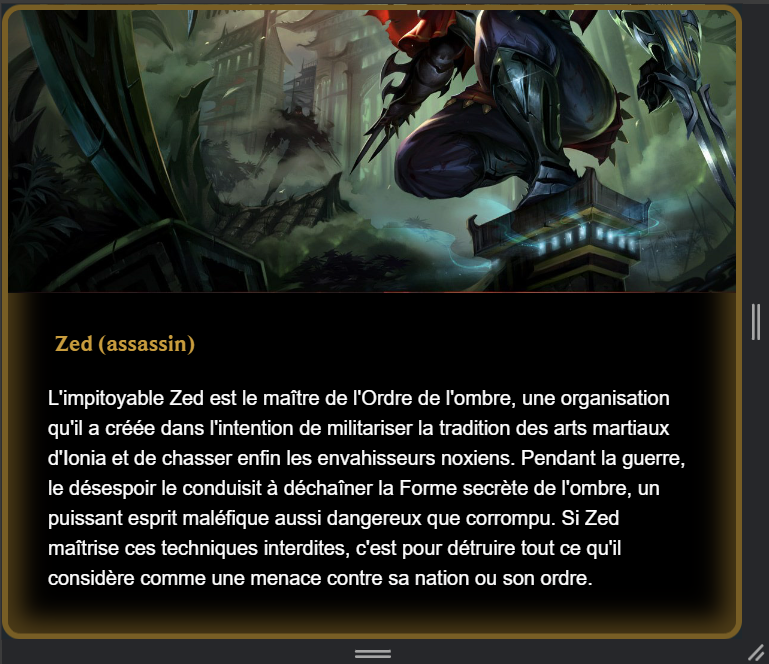 Zed (assassin)
L'impitoyable Zed est le maître de l'Ordre de l'ombre, une organisation
qu'il a créée dans l'intention de militariser la tradition des arts martiaux
d'Ionia et de chasser enfin les envahisseurs noxiens. Pendant la guerre,
le désespoir le conduisit à déchaîner la Forme secrète de l'ombre, un
puissant esprit maléfique aussi dangereux que corrompu. Si Zed
maîtrise ces techniques interdites, c'est pour détruire tout ce qu'il
considère comme une menace contre sa nation ou son ordre.